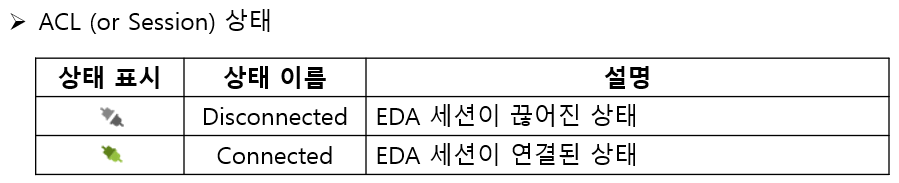 ➢ ACL (or Session) 상태
상태 표시 상태 이름 설명
Disconnected EDA 세션이 끊어진 상태
Connected EDA 세션이 연결된 상태